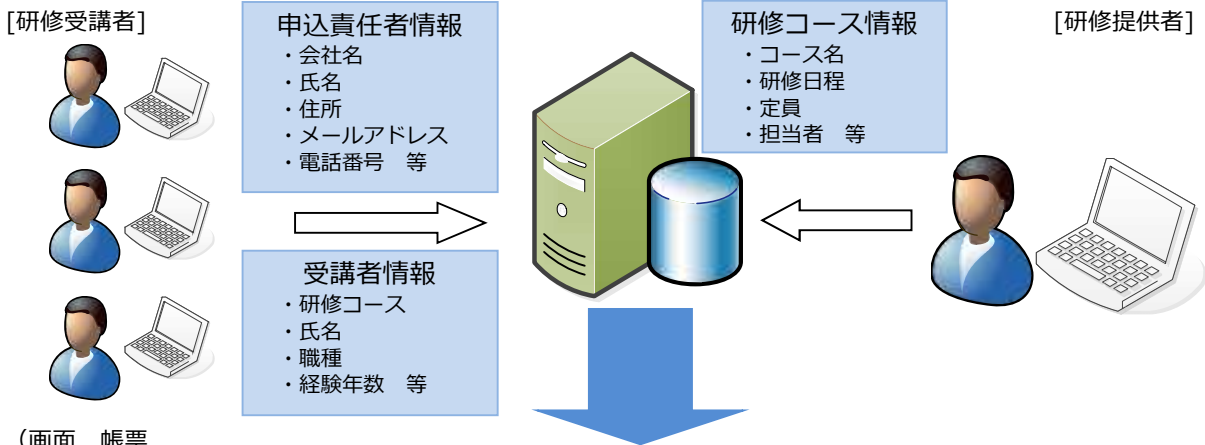 [研修受講者]
申込責任者情報
・会社名
・氏名
・住所
・メールアドレス
・電話番号　等
研修コース情報
・コース名
・研修日程
・定員
・担当者　等
[研修提供者]
受講者情報
・研修コース
・氏名
・職種
・経験年数　等
（画面　帳票